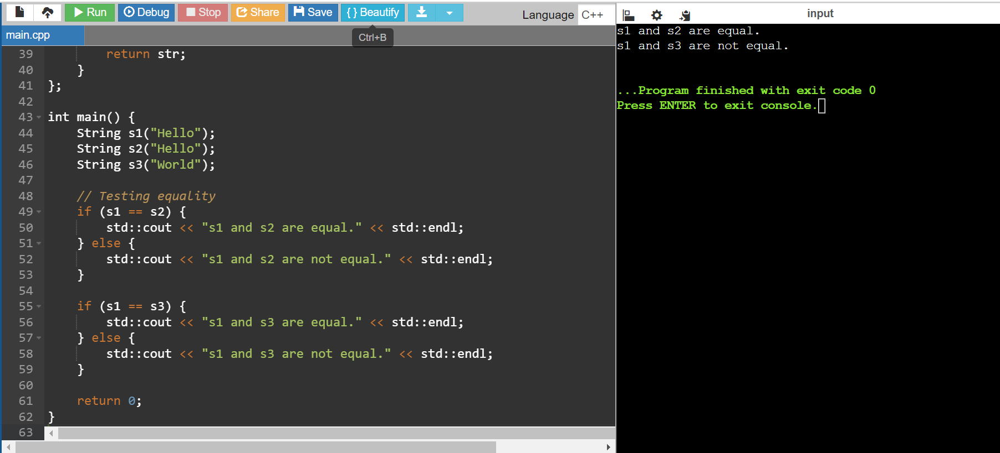 Run Debug Stop Share Save { } Beautify Language C++
Ctrl+B
main.cpp
39         return str;
40     }
41 };
42
43 int main() {
44     String s1("Hello");
45     String s2("Hello");
46     String s3("World");
47
48     // Testing equality
49     if (s1 == s2) {
50         std::cout << "s1 and s2 are equal." << std::endl;
51     } else {
52         std::cout << "s1 and s2 are not equal." << std::endl;
53     }
54
55     if (s1 == s3) {
56         std::cout << "s1 and s3 are equal." << std::endl;
57     } else {
58         std::cout << "s1 and s3 are not equal." << std::endl;
59     }
60
61     return 0;
62 }
63
input
s1 and s2 are equal.
s1 and s3 are not equal.
...Program finished with exit code 0
Press ENTER to exit console.